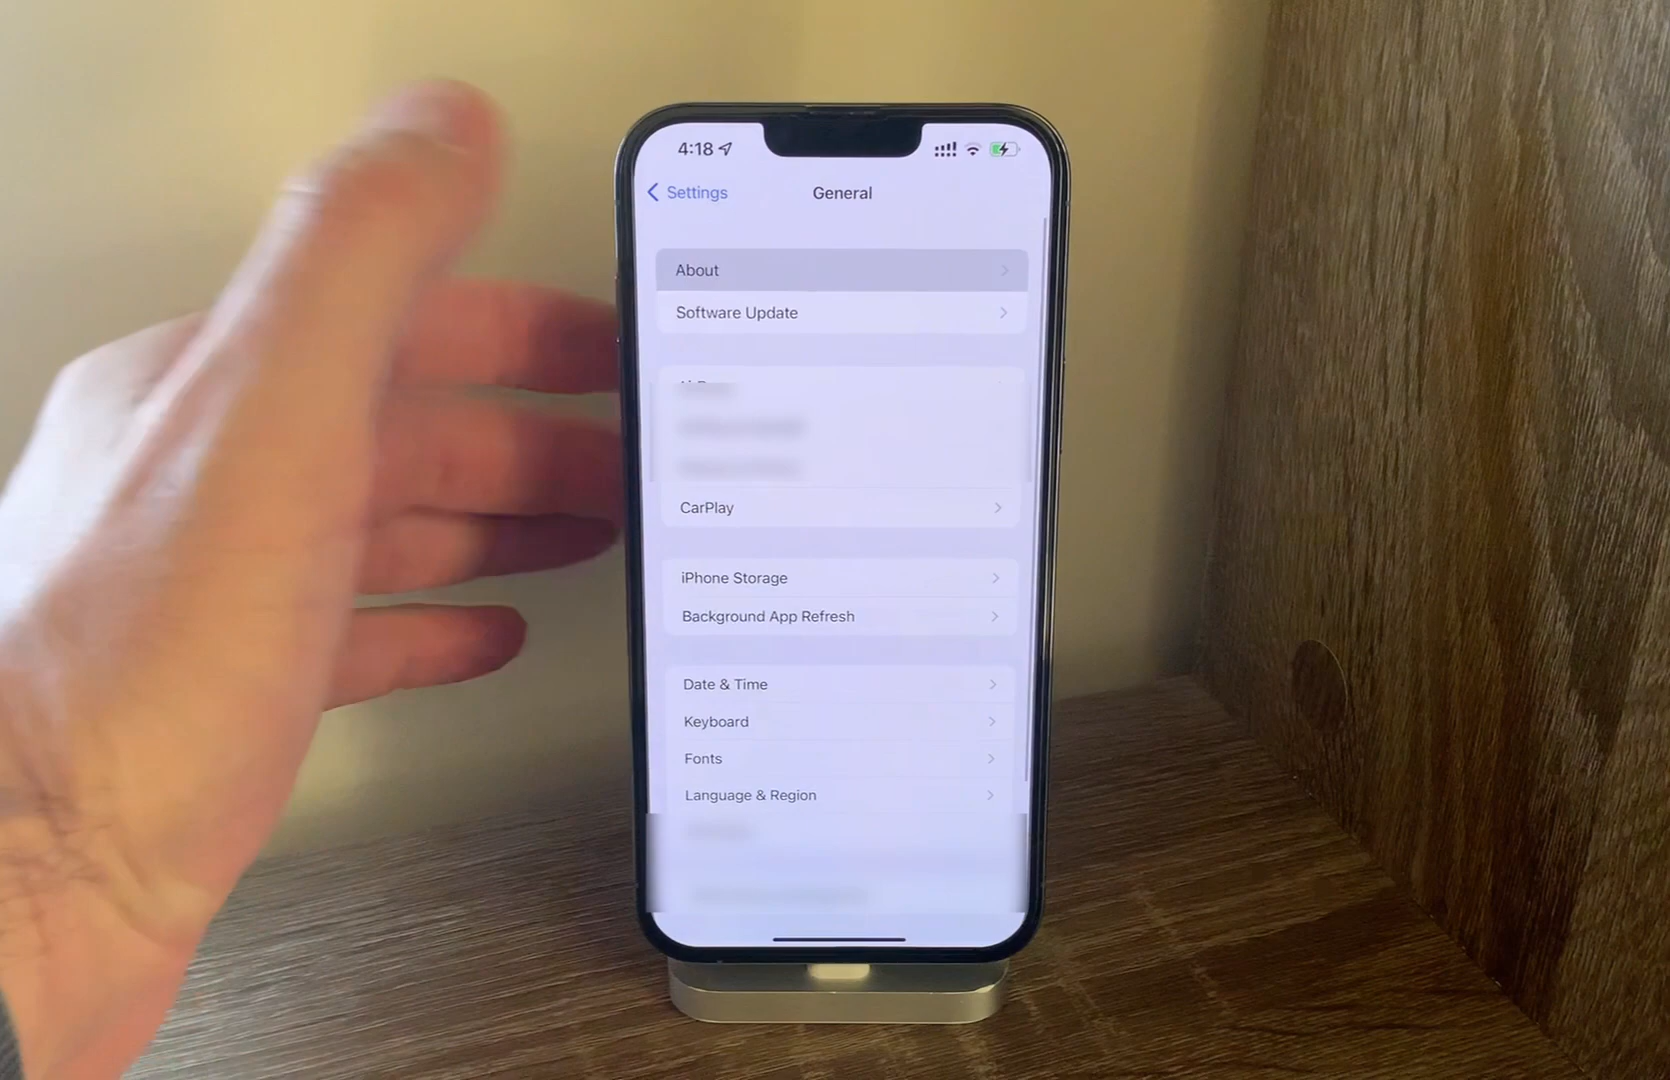 4:18
Settings
General
About
Software Update
CarPlay
iPhone Storage
Background App Refresh
Date & Time
Keyboard
Fonts
Language & Region